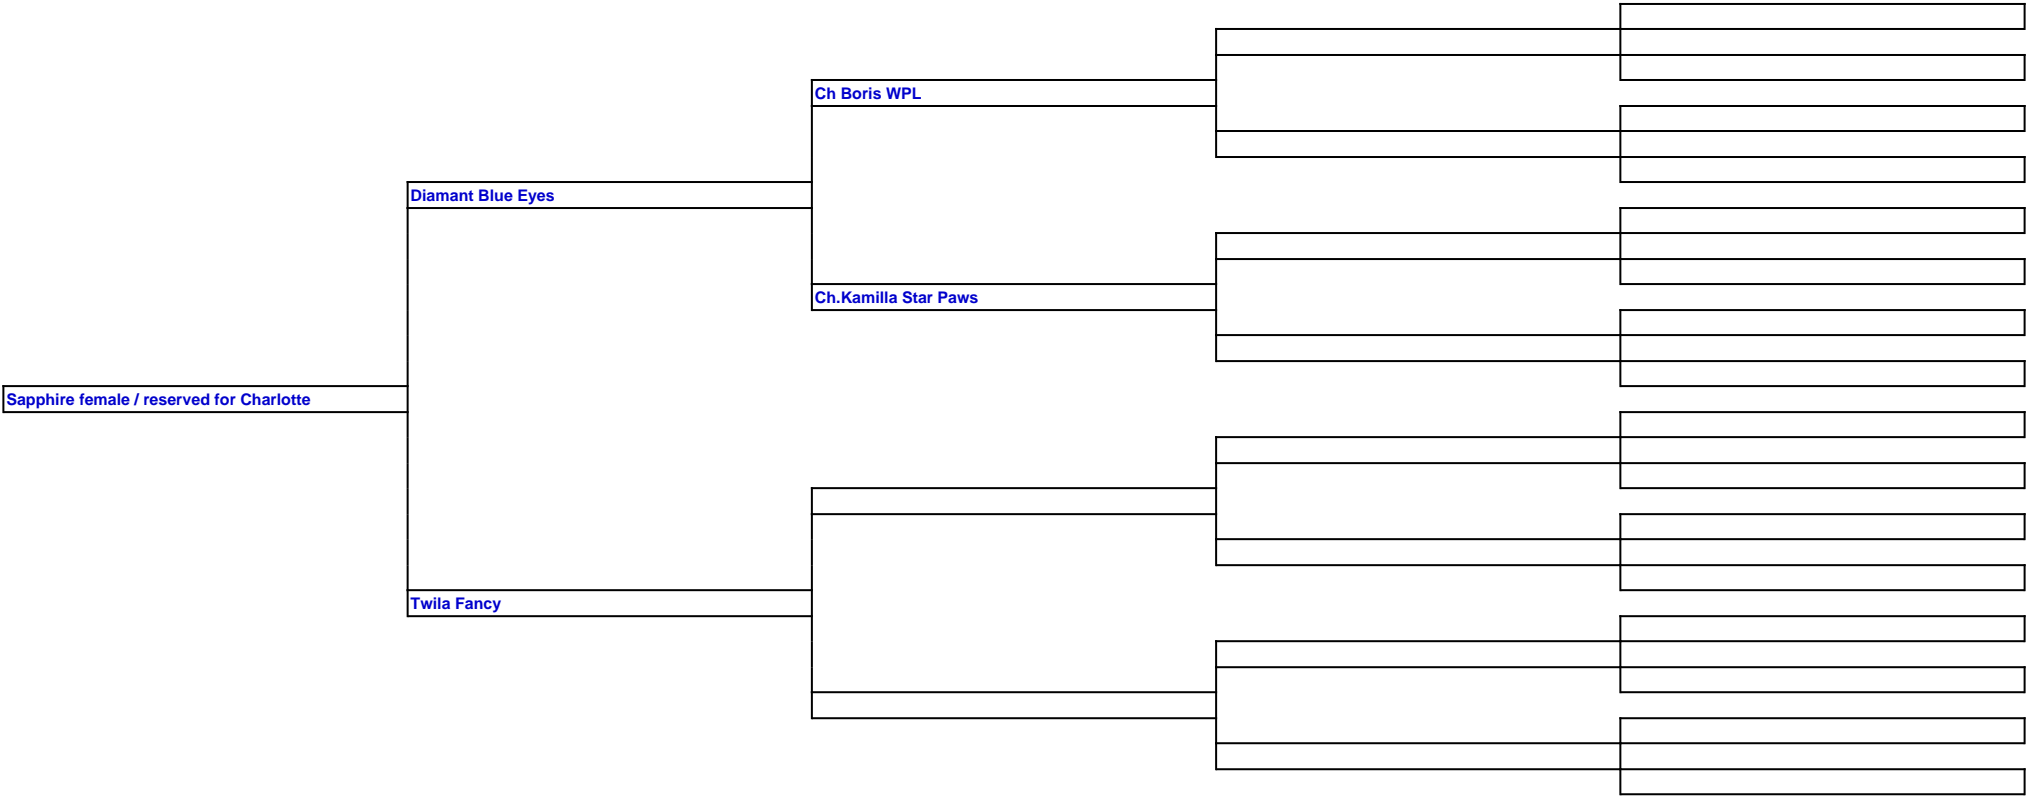 Ch Boris WPL
Diamant Blue Eyes
Ch.Kamilla Star Paws
Sapphire female / reserved for Charlotte
Twila Fancy